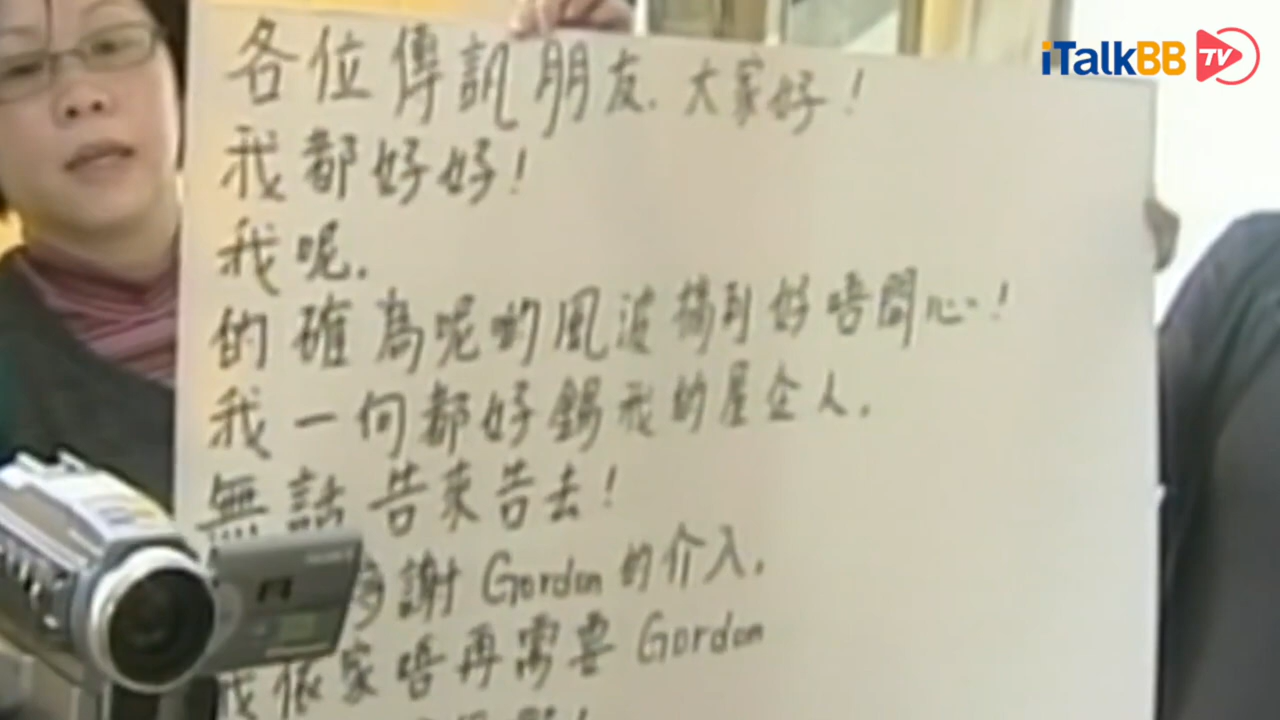 iTalkBB TV
各位傳訊朋友.大家好!
我都好好!
我呢.
的確為呢啲風波搞到好唔開心!
我一向都好錫我的屋企人.
無話告來告去!
多謝 Gordon 的介入.
我依家唔再需要 Gordon